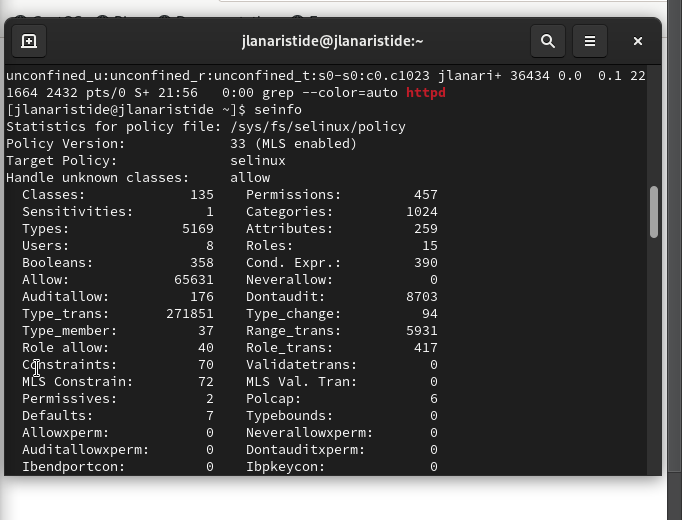 jlanaristide@jlanaristide:~
unconfined_u:unconfined_r:unconfined_t:s0-s0:c0.c1023 jlanari+ 36434 0.0  0.1 22
1664 2432 pts/0 S+ 21:56   0:00 grep --color=auto httpd
[jlanaristide@jlanaristide ~]$ seinfo
Statistics for policy file: /sys/fs/selinux/policy
Policy Version:             33 (MLS enabled)
Target Policy:              selinux
Handle unknown classes:     allow
  Classes:             135    Permissions:         457
  Sensitivities:         1    Categories:         1024
  Types:              5169    Attributes:          259
  Users:                 8    Roles:                15
  Booleans:            358    Cond. Expr.:         390
  Allow:             65631    Neverallow:            0
  Auditallow:          176    Dontaudit:          8703
  Type_trans:       271851    Type_change:          94
  Type_member:          37    Range_trans:        5931
  Role allow:           40    Role_trans:          417
  Constraints:          70    Validatetrans:         0
  MLS Constrain:        72    MLS Val. Tran:         0
  Permissives:           2    Polcap:                6
  Defaults:              7    Typebounds:            0
  Allowxperm:            0    Neverallowxperm:       0
  Auditallowxperm:       0    Dontauditxperm:        0
  Ibendportcon:          0    Ibpkeycon:             0